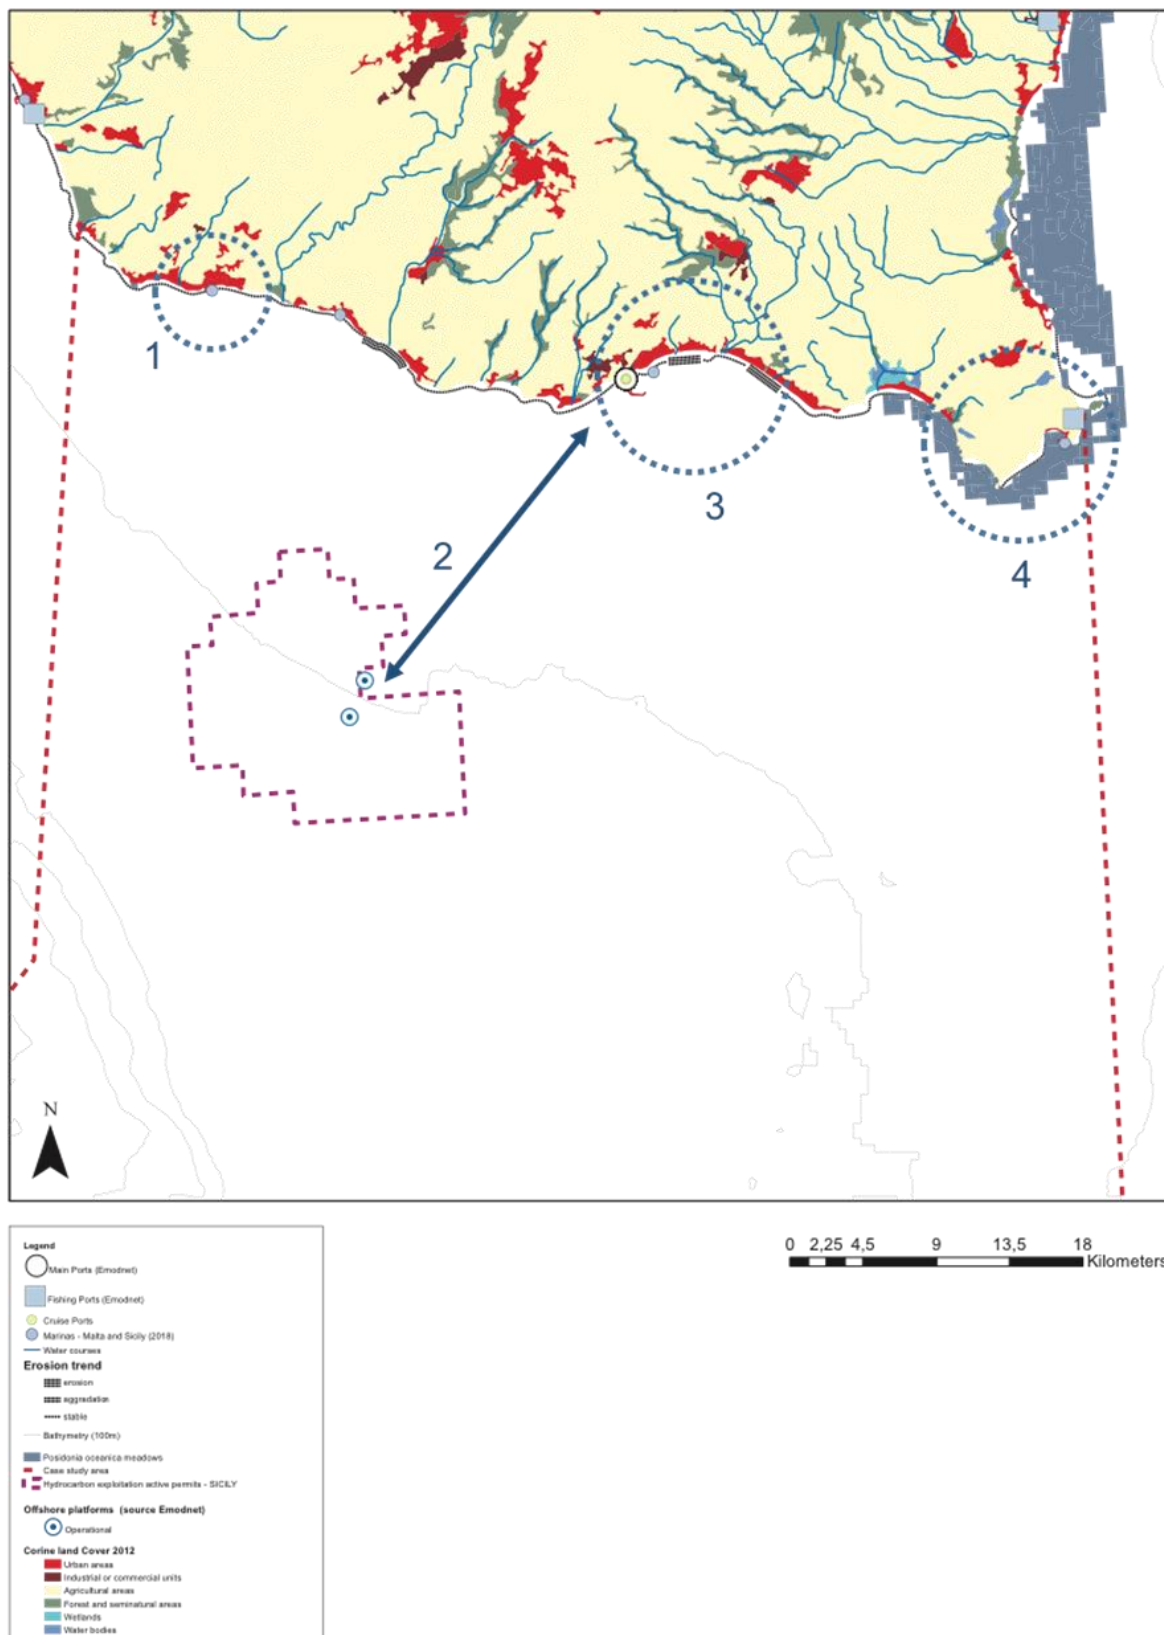 1
2
3
4
N
0 2,25 4,5 9 13,5 18
Kilometers
Legend
Main Ports (Emodnet)
Fishing Ports (Emodnet)
Cruise Ports
Marinas - Malta and Sicily (2018)
Water courses
Erosion trend
erosion
aggradation
stable
Bathymetry (100m)
Posidonia oceanica meadows
Case study area
Hydrocarbon exploitation active permits - SICILY
Offshore platforms (source Emodnet)
Operational
Corine land Cover 2012
Urban areas
Industrial or commercial units
Agricultural areas
Forest and seminatural areas
Wetlands
Water bodies